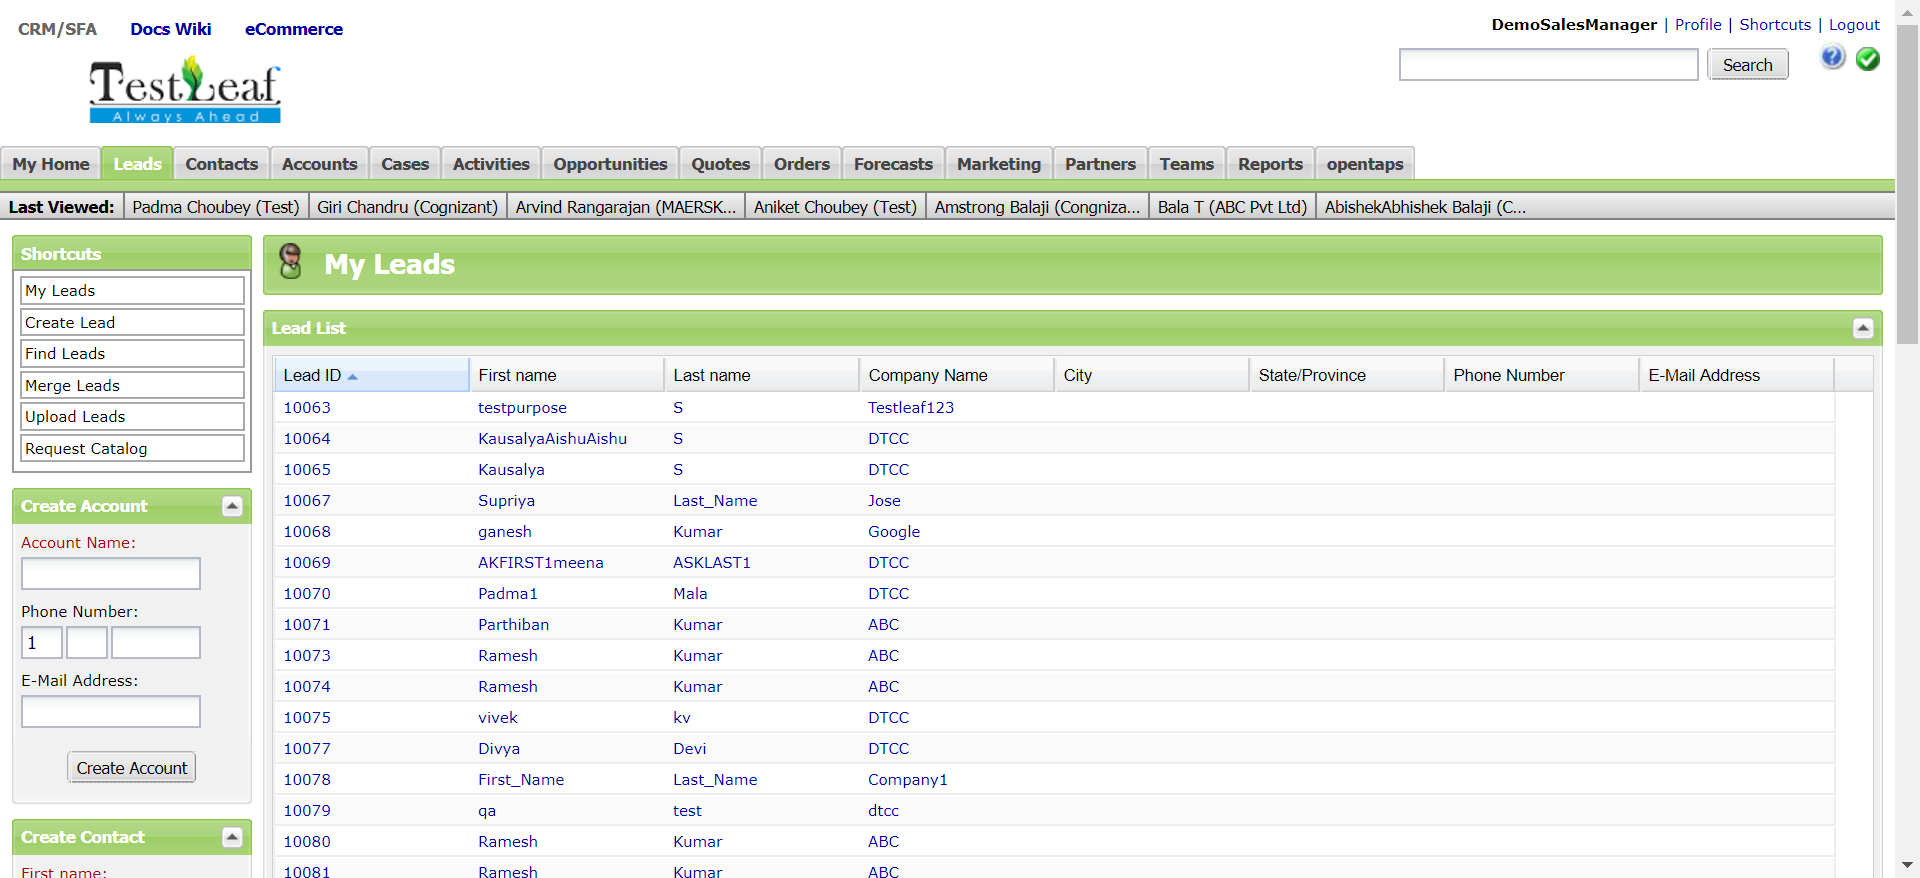 CRM/SFA Docs Wiki eCommerce
DemoSalesManager | Profile | Shortcuts | Logout
Search
TestLeaf
Always Ahead
My Home Leads Contacts Accounts Cases Activities Opportunities Quotes Orders Forecasts Marketing Partners Teams Reports opentaps
Last Viewed: Padma Choubey (Test) Giri Chandru (Cognizant) Arvind Rangarajan (MAERSK... Aniket Choubey (Test) Amstrong Balaji (Congniza... Bala T (ABC Pvt Ltd) AbishekAbhishek Balaji (C...
Shortcuts
My Leads
Create Lead
Find Leads
Merge Leads
Upload Leads
Request Catalog
Create Account
Account Name:
Phone Number:
1
E-Mail Address:
Create Account
Create Contact
First name:
My Leads
Lead List
Lead ID First name Last name Company Name City State/Province Phone Number E-Mail Address
10063 testpurpose S Testleaf123
10064 KausalyaAishuAishu S DTCC
10065 Kausalya S DTCC
10067 Supriya Last_Name Jose
10068 ganesh Kumar Google
10069 AKFIRST1meena ASKLAST1 DTCC
10070 Padma1 Mala DTCC
10071 Parthiban Kumar ABC
10073 Ramesh Kumar ABC
10074 Ramesh Kumar ABC
10075 vivek kv DTCC
10077 Divya Devi DTCC
10078 First_Name Last_Name Company1
10079 qa test dtcc
10080 Ramesh Kumar ABC
10081 Ramesh Kumar ABC